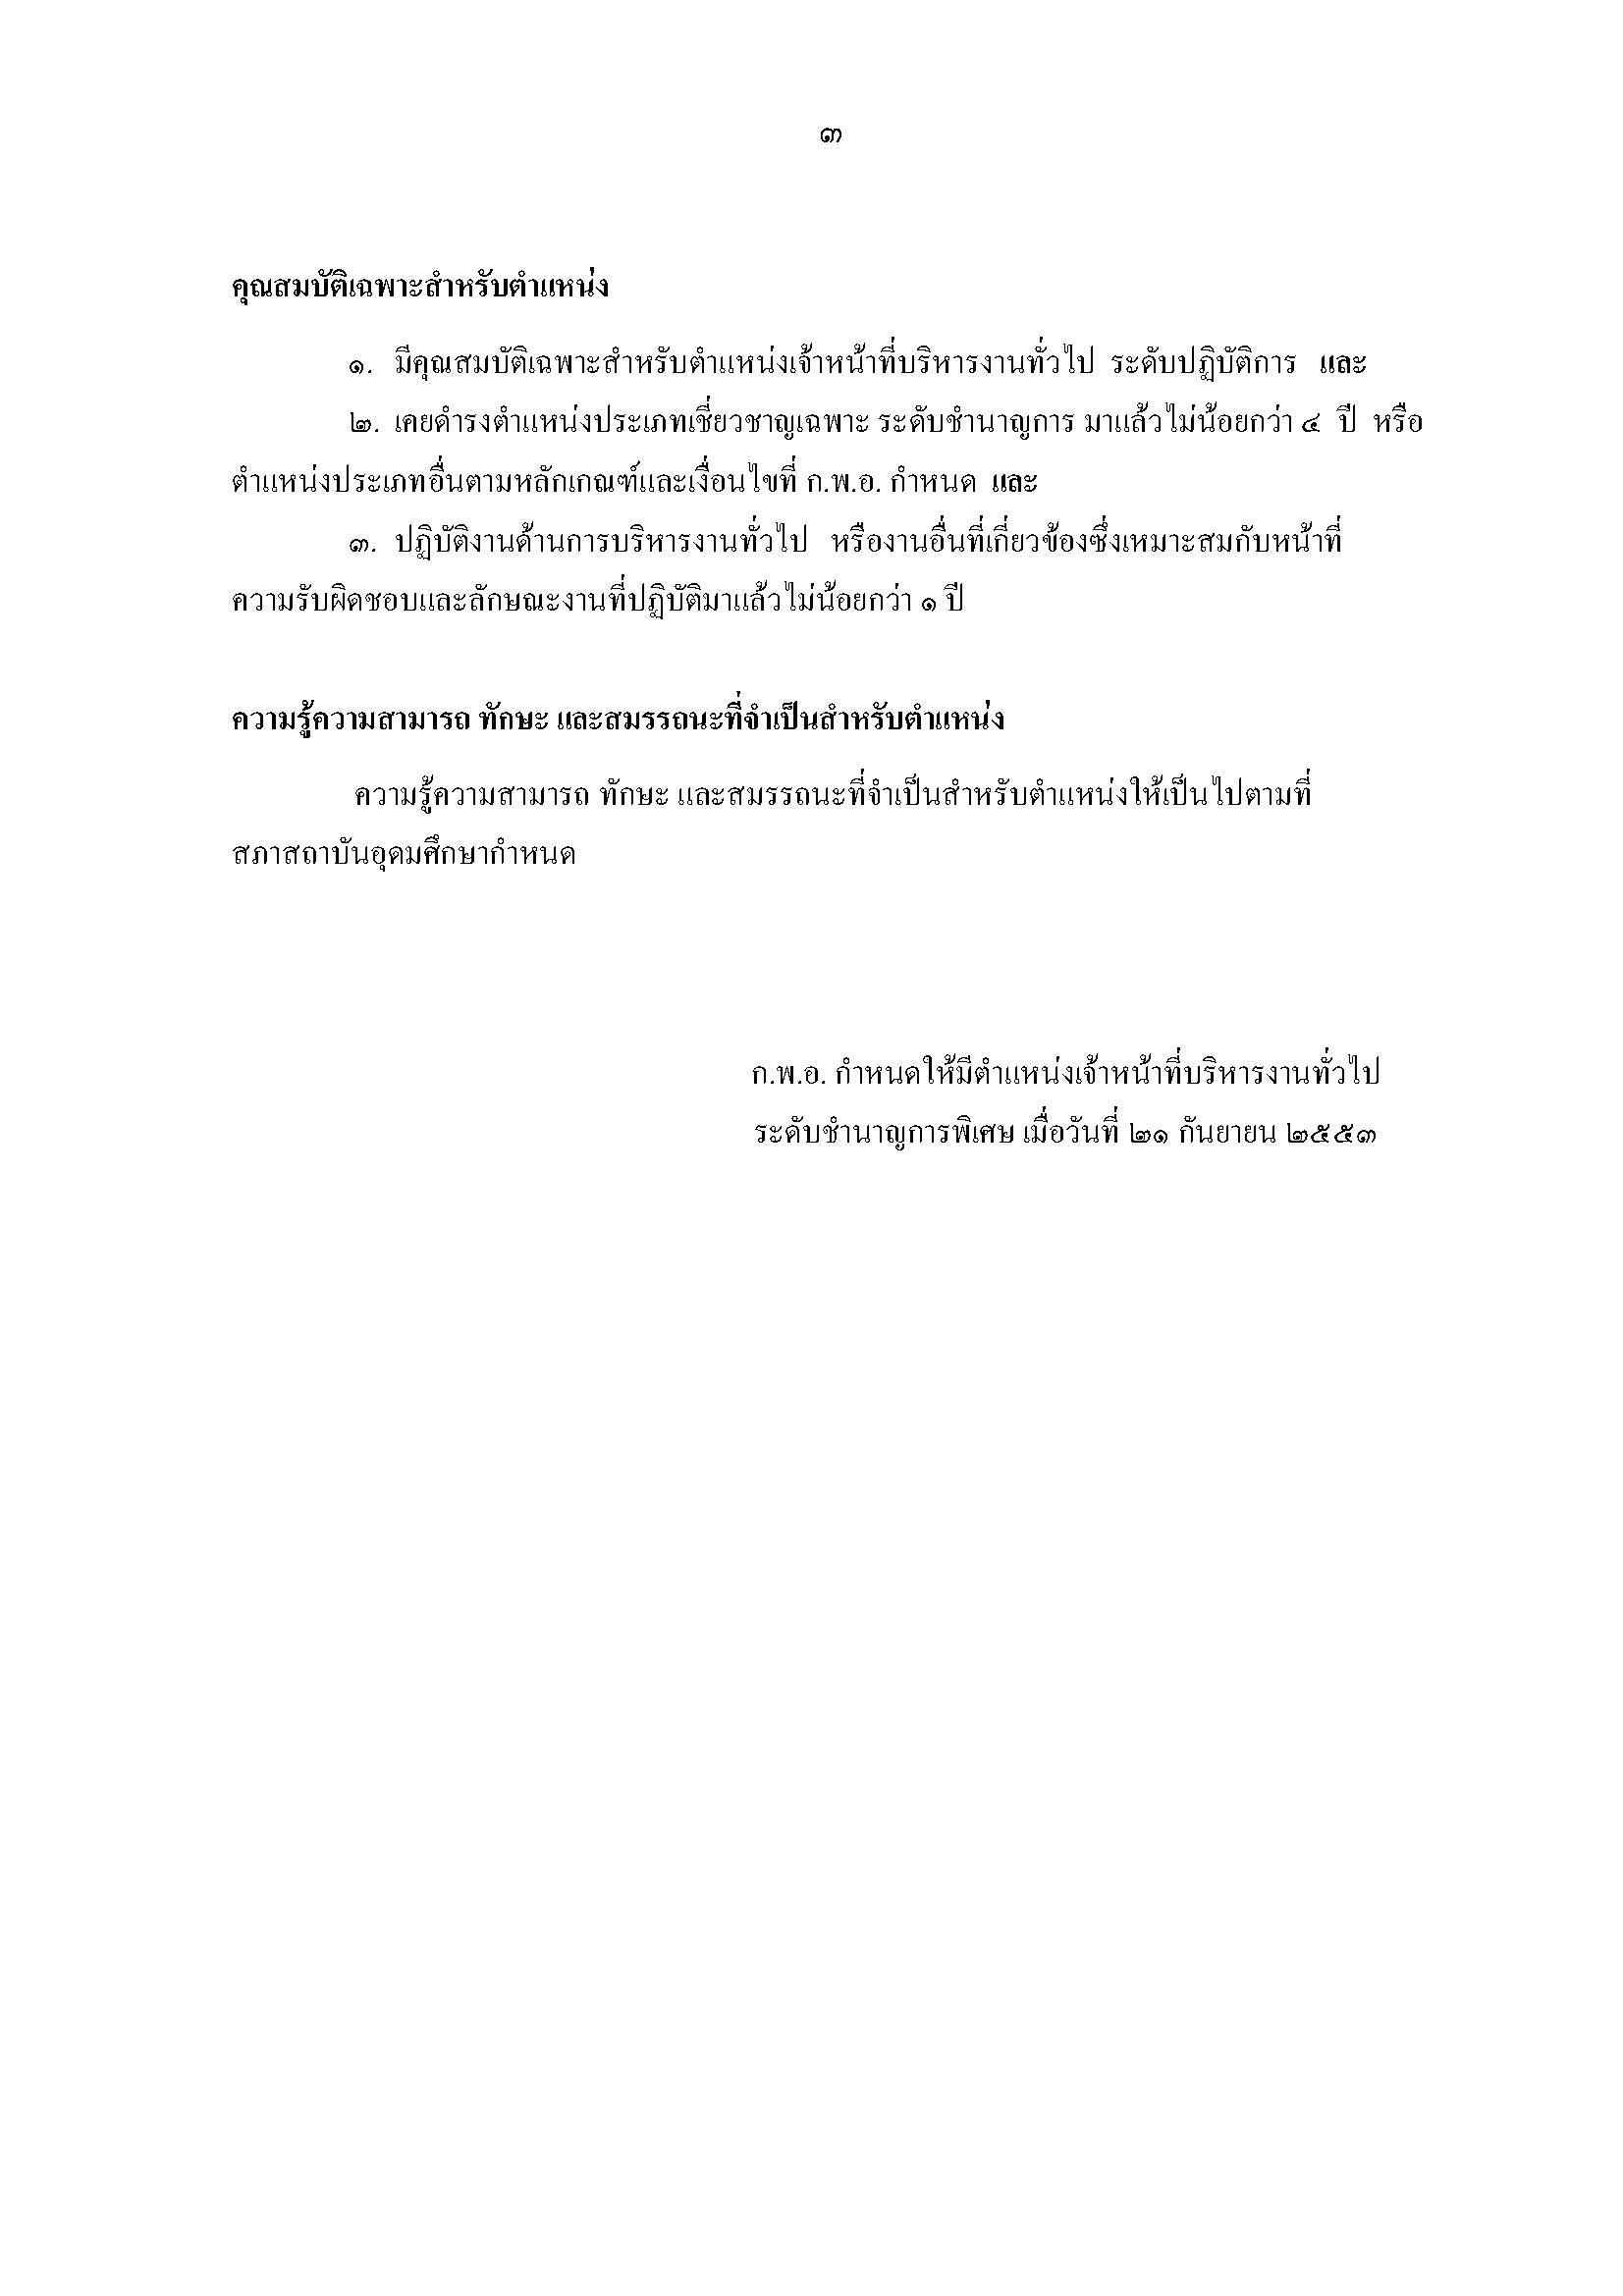 ๓
คุณสมบัติเฉพาะสำหรับตำแหน่ง
๑. มีคุณสมบัติเฉพาะสำหรับตำแหน่งเจ้าหน้าที่บริหารงานทั่วไป ระดับปฏิบัติการ และ
๒. เคยดำรงตำแหน่งประเภทเชี่ยวชาญเฉพาะ ระดับชำนาญการ มาแล้วไม่น้อยกว่า ๔ ปี หรือ
ตำแหน่งประเภทอื่นตามหลักเกณฑ์และเงื่อนไขที่ ก.พ.อ. กำหนด และ
๓. ปฏิบัติงานด้านการบริหารงานทั่วไป หรืองานอื่นที่เกี่ยวข้องซึ่งเหมาะสมกับหน้าที่
ความรับผิดชอบและลักษณะงานที่ปฏิบัติมาแล้วไม่น้อยกว่า ๑ ปี
ความรู้ความสามารถ ทักษะ และสมรรถนะที่จำเป็นสำหรับตำแหน่ง
ความรู้ความสามารถ ทักษะ และสมรรถนะที่จำเป็นสำหรับตำแหน่งให้เป็นไปตามที่
สภาสถาบันอุดมศึกษากำหนด
ก.พ.อ. กำหนดให้มีตำแหน่งเจ้าหน้าที่บริหารงานทั่วไป
ระดับชำนาญการพิเศษ เมื่อวันที่ ๒๑ กันยายน ๒๕๕๓